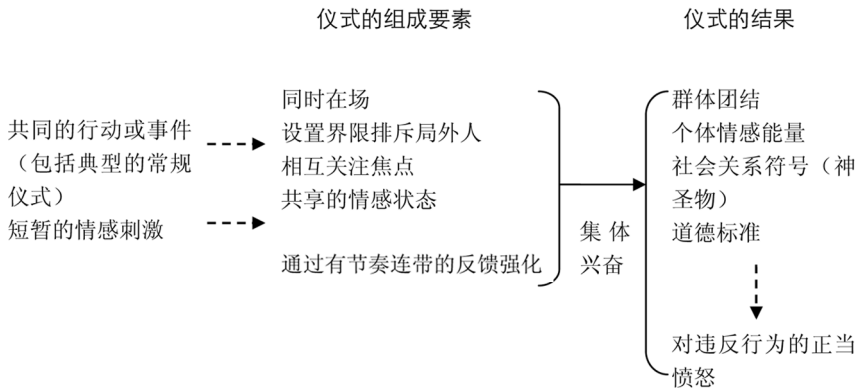 仪式的组成要素
仪式的结果
共同的行动或事件
（包括典型的常规
仪式）
短暂的情感刺激
同时在场
设置界限排斥局外人
相互关注焦点
共享的情感状态
通过有节奏连带的反馈强化
集 体
兴奋
群体团结
个体情感能量
社会关系符号（神
圣物）
道德标准
对违反行为的正当
愤怒